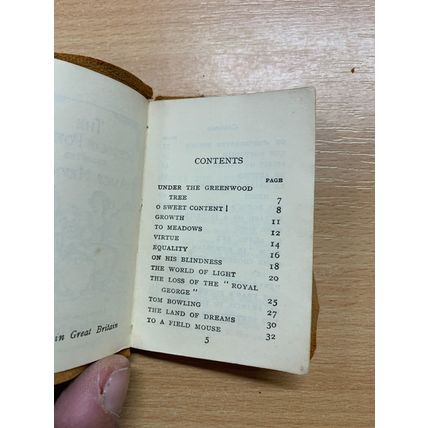 in Great Britain
CONTENTS
PAGE
UNDER THE GREENWOOD
TREE 7
O SWEET CONTENT! 8
GROWTH 11
TO MEADOWS 12
VIRTUE 14
EQUALITY 16
ON HIS BLINDNESS 18
THE WORLD OF LIGHT 20
THE LOSS OF THE "ROYAL
GEORGE" 25
TOM BOWLING 27
THE LAND OF DREAMS 30
TO A FIELD MOUSE 32
5